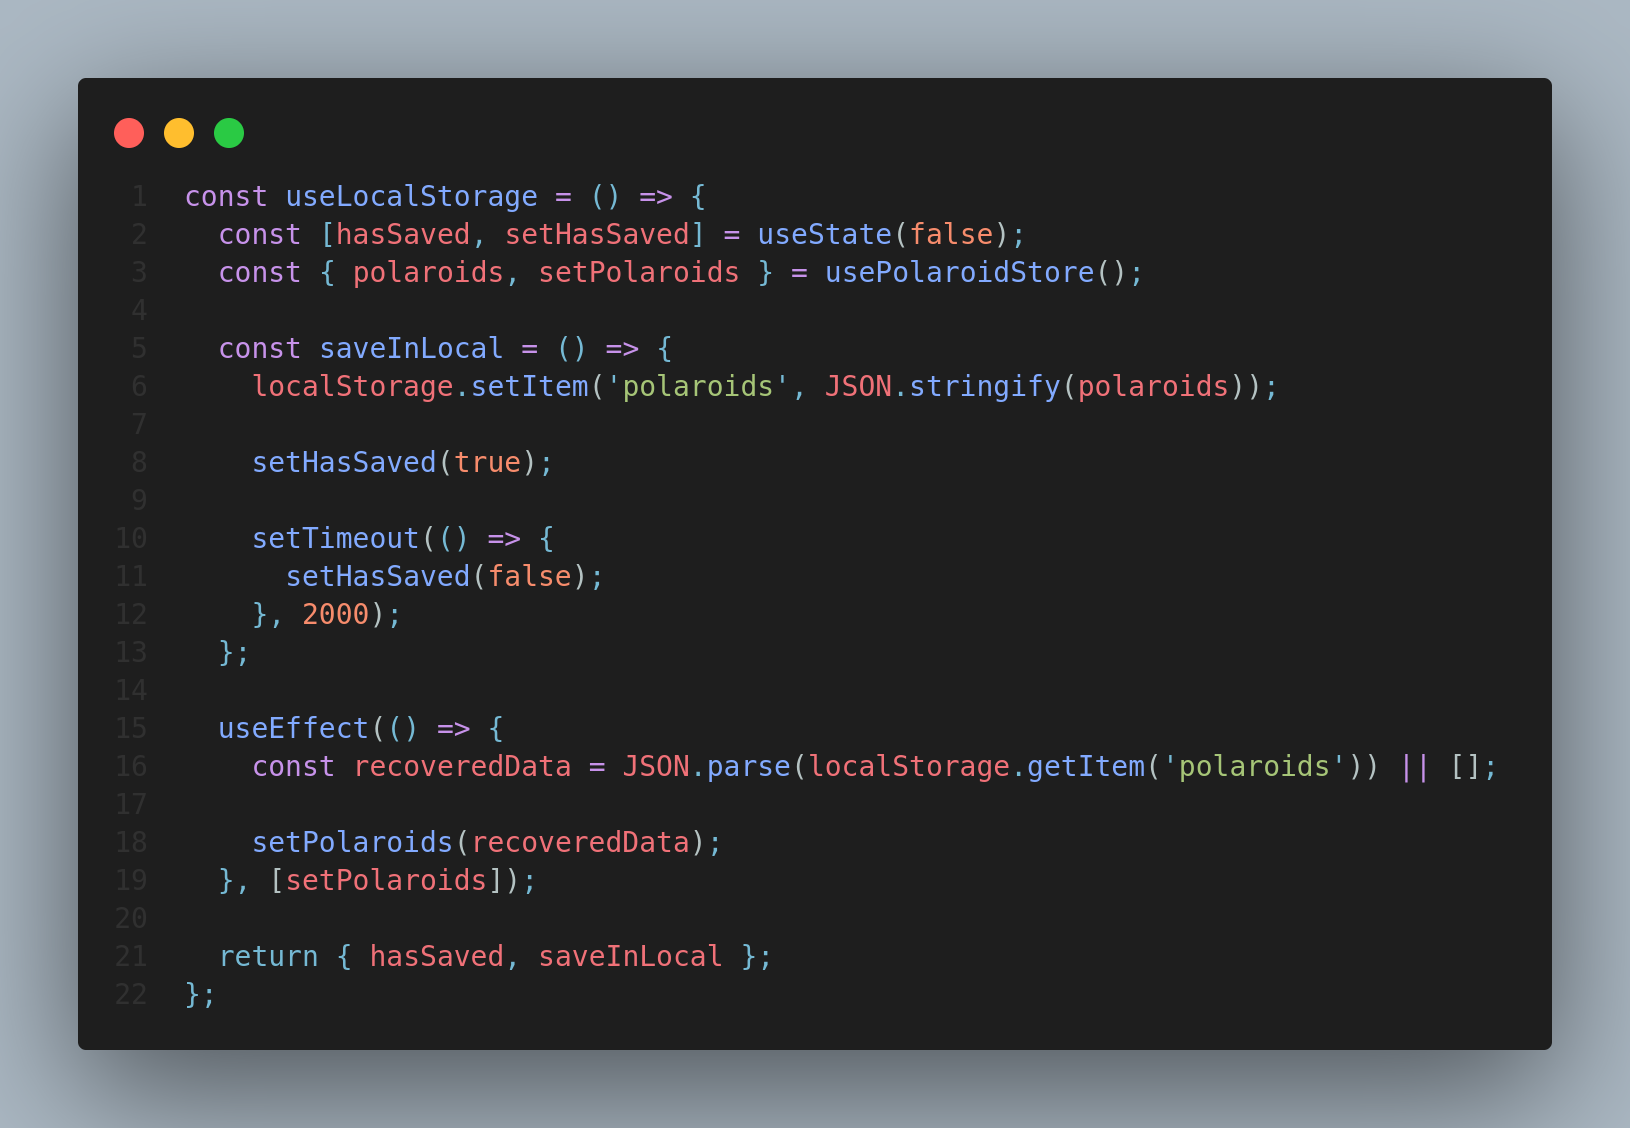 1 const useLocalStorage = () => {
2   const [hasSaved, setHasSaved] = useState(false);
3   const { polaroids, setPolaroids } = usePolaroidStore();
4
5   const saveInLocal = () => {
6     localStorage.setItem('polaroids', JSON.stringify(polaroids));
7
8     setHasSaved(true);
9
10     setTimeout(() => {
11       setHasSaved(false);
12     }, 2000);
13   };
14
15   useEffect(() => {
16     const recoveredData = JSON.parse(localStorage.getItem('polaroids')) || [];
17
18     setPolaroids(recoveredData);
19   }, [setPolaroids]);
20
21   return { hasSaved, saveInLocal };
22 };